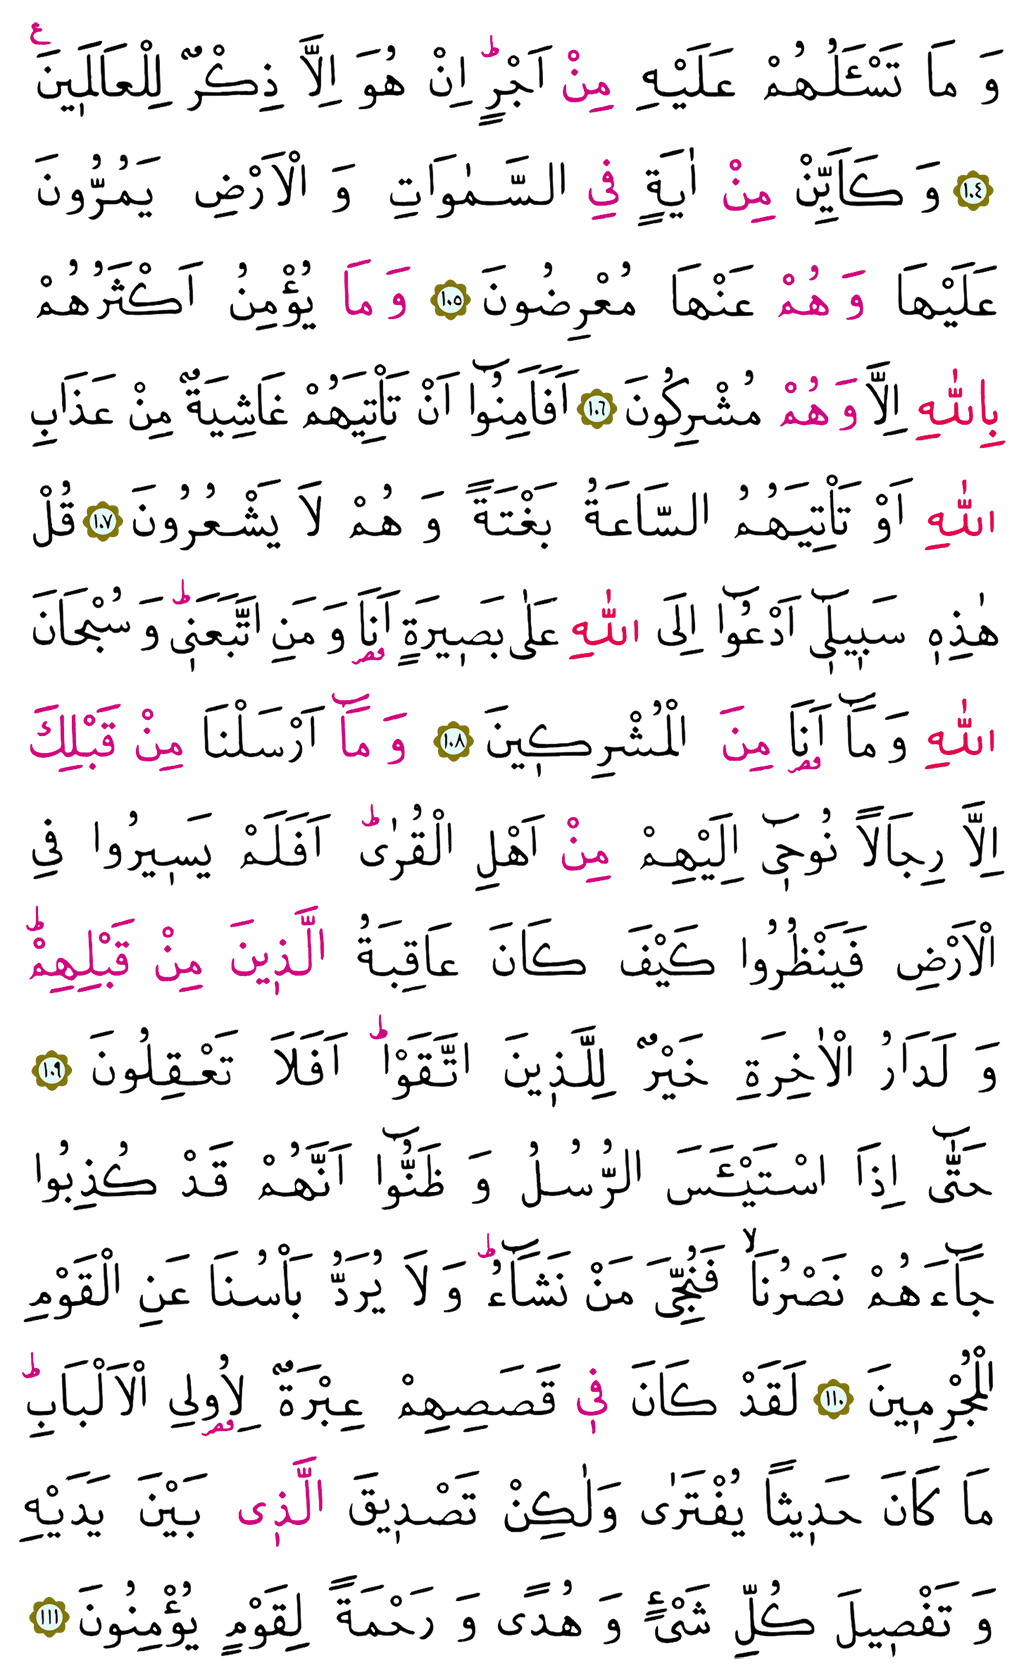 وَ مَا تَسْـَٔلُهُمْ عَلَيْهِ مِنْ اَجْرٍۜ اِنْ هُوَ اِلَّا ذِكْرٌ لِلْعَالَمٖينَ ع
﴿١٠٤﴾ وَ كَاَيِّنْ مِنْ اٰيَةٍ فِي السَّمٰوَاتِ وَ الْاَرْضِ يَمُرُّونَ
عَلَيْهَا وَ هُمْ عَنْهَا مُعْرِضُونَ ﴿١٠٥﴾ وَ مَا يُؤْمِنُ اَكْثَرُهُمْ
بِاللّٰهِ اِلَّا وَ هُمْ مُشْرِكُونَ ﴿١٠٦﴾ اَفَاَمِنُٓوا اَنْ تَأْتِيَهُمْ غَاشِيَةٌ مِنْ عَذَابِ
اللّٰهِ اَوْ تَأْتِيَهُمُ السَّاعَةُ بَغْتَةً وَ هُمْ لَا يَشْعُرُونَ ﴿١٠٧﴾ قُلْ
هٰذِهٖ سَبٖيلٖٓي اَدْعُٓوا اِلَى اللّٰهِ عَلٰى بَصٖيرَةٍ اَنَا۬ وَ مَنِ اتَّبَعَنٖيۜ وَ سُبْحَانَ
اللّٰهِ وَ مَٓا اَنَا۬ مِنَ الْمُشْرِكٖينَ ﴿١٠٨﴾ وَ مَٓا اَرْسَلْنَا مِنْ قَبْلِكَ
اِلَّا رِجَالًا نُوحٖٓي اِلَيْهِمْ مِنْ اَهْلِ الْقُرٰىۜ اَفَلَمْ يَسٖيرُوا فِي
الْاَرْضِ فَيَنْظُرُوا كَيْفَ كَانَ عَاقِبَةُ الَّذٖينَ مِنْ قَبْلِهِمْۜ
وَ لَدَارُ الْاٰخِرَةِ خَيْرٌ لِلَّذٖينَ اتَّقَوْاۜ اَفَلَا تَعْقِلُونَ ﴿١٠٩﴾
حَتّٰٓى اِذَا اسْتَيْـَٔسَ الرُّسُلُ وَ ظَنُّٓوا اَنَّهُمْ قَدْ كُذِبُوا
جَٓاءَهُمْ نَصْرُنَاۙ فَنُجِّيَ مَنْ نَشَٓاءُۜ وَ لَا يُرَدُّ بَأْسُنَا عَنِ الْقَوْمِ
الْمُجْرِمٖينَ ﴿١١٠﴾ لَقَدْ كَانَ فٖي قَصَصِهِمْ عِبْرَةٌ لِاُو۬لِي الْاَلْبَابِۜ
مَا كَانَ حَدٖيثًا يُفْتَرٰى وَلٰكِنْ تَصْدٖيقَ الَّذٖي بَيْنَ يَدَيْهِ
وَ تَفْصٖيلَ كُلِّ شَيْءٍ وَ هُدًى وَ رَحْمَةً لِقَوْمٍ يُؤْمِنُونَ ﴿١١١﴾